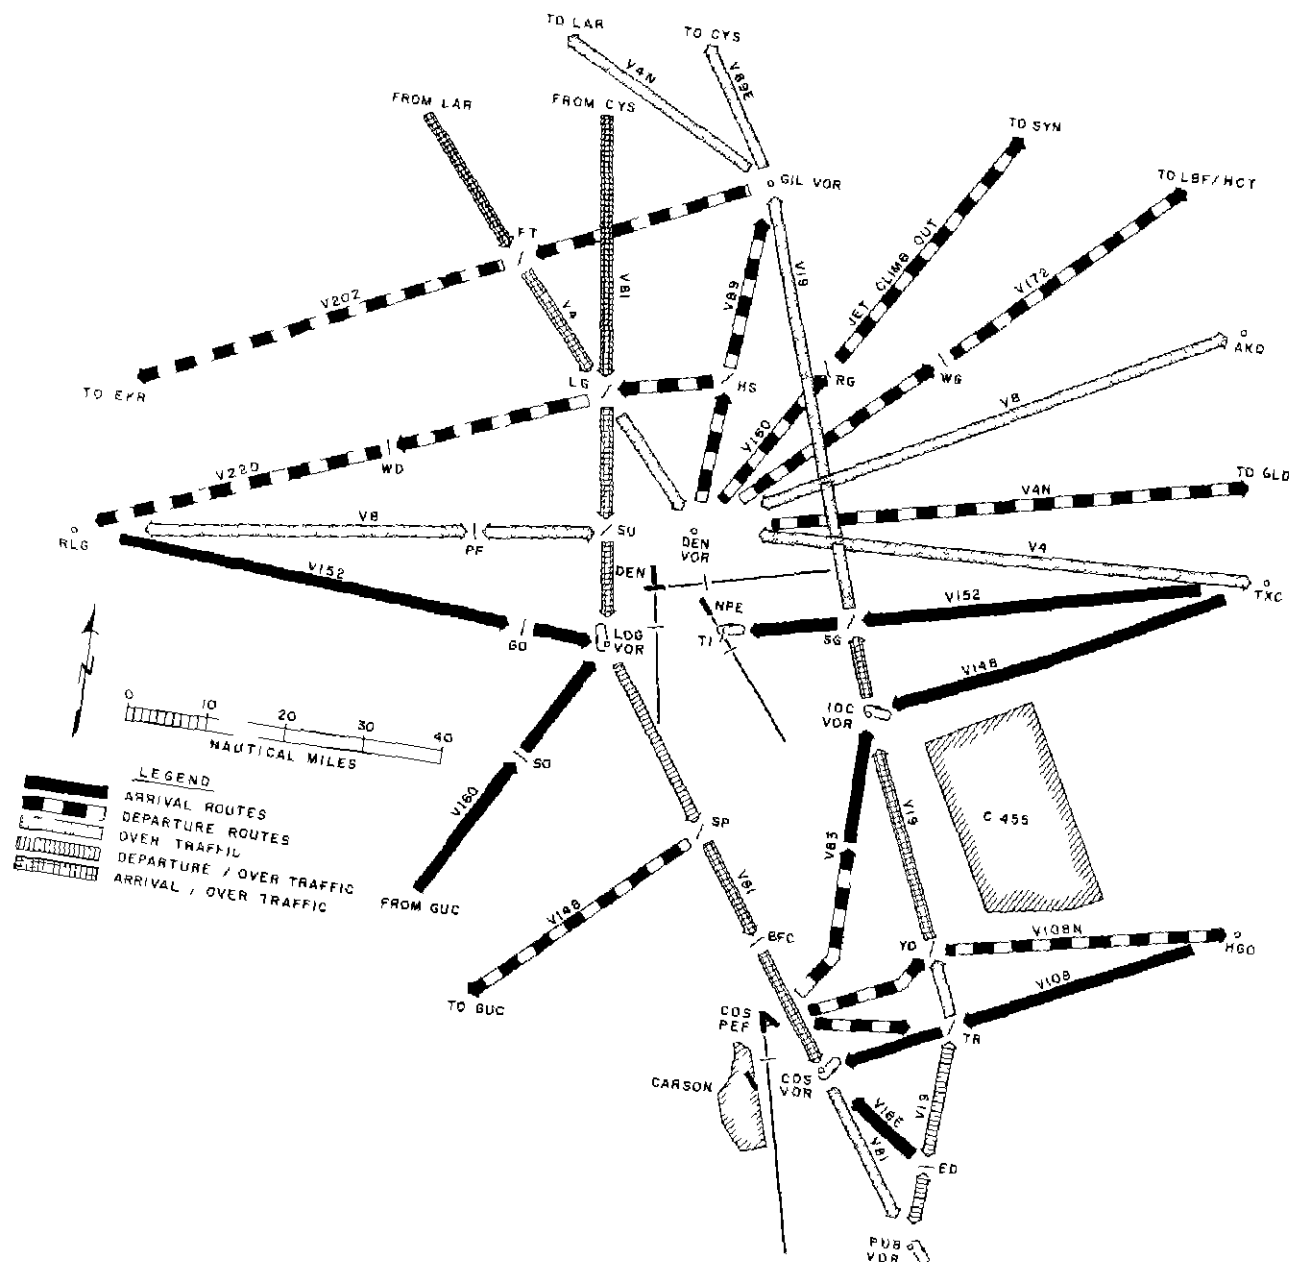 TO LAR
TO CYS
V4N
V89E
FROM LAR
FROM CYS
TO SYN
TO LBF/HCT
GIL VOR
FT
V202
V4
V81
V89
V19
JET CLIMB OUT
V172
AKO
TO EKR
LG
HS
RG
WG
V8
V160
V220
WD
TO GLD
V4N
V8
RLG
PF
SU
DEN
VOR
V4
DEN
V152
NPE
V152
TXC
GO
LOG
VOR
TI
SG
V148
IOC
VOR
0 10 20 30 40
NAUTICAL MILES
SO
V160
LEGEND
ARRIVAL ROUTES
DEPARTURE ROUTES
OVER TRAFFIC
DEPARTURE / OVER TRAFFIC
ARRIVAL / OVER TRAFFIC
FROM GUC
SP
V83
V19
C 455
V148
V81
BFC
YO
V108N
HGO
TO GUC
V108
COS
PEF
TR
CARSON
COS
VOR
V16E
V19
V81
ED
PUB
VOR